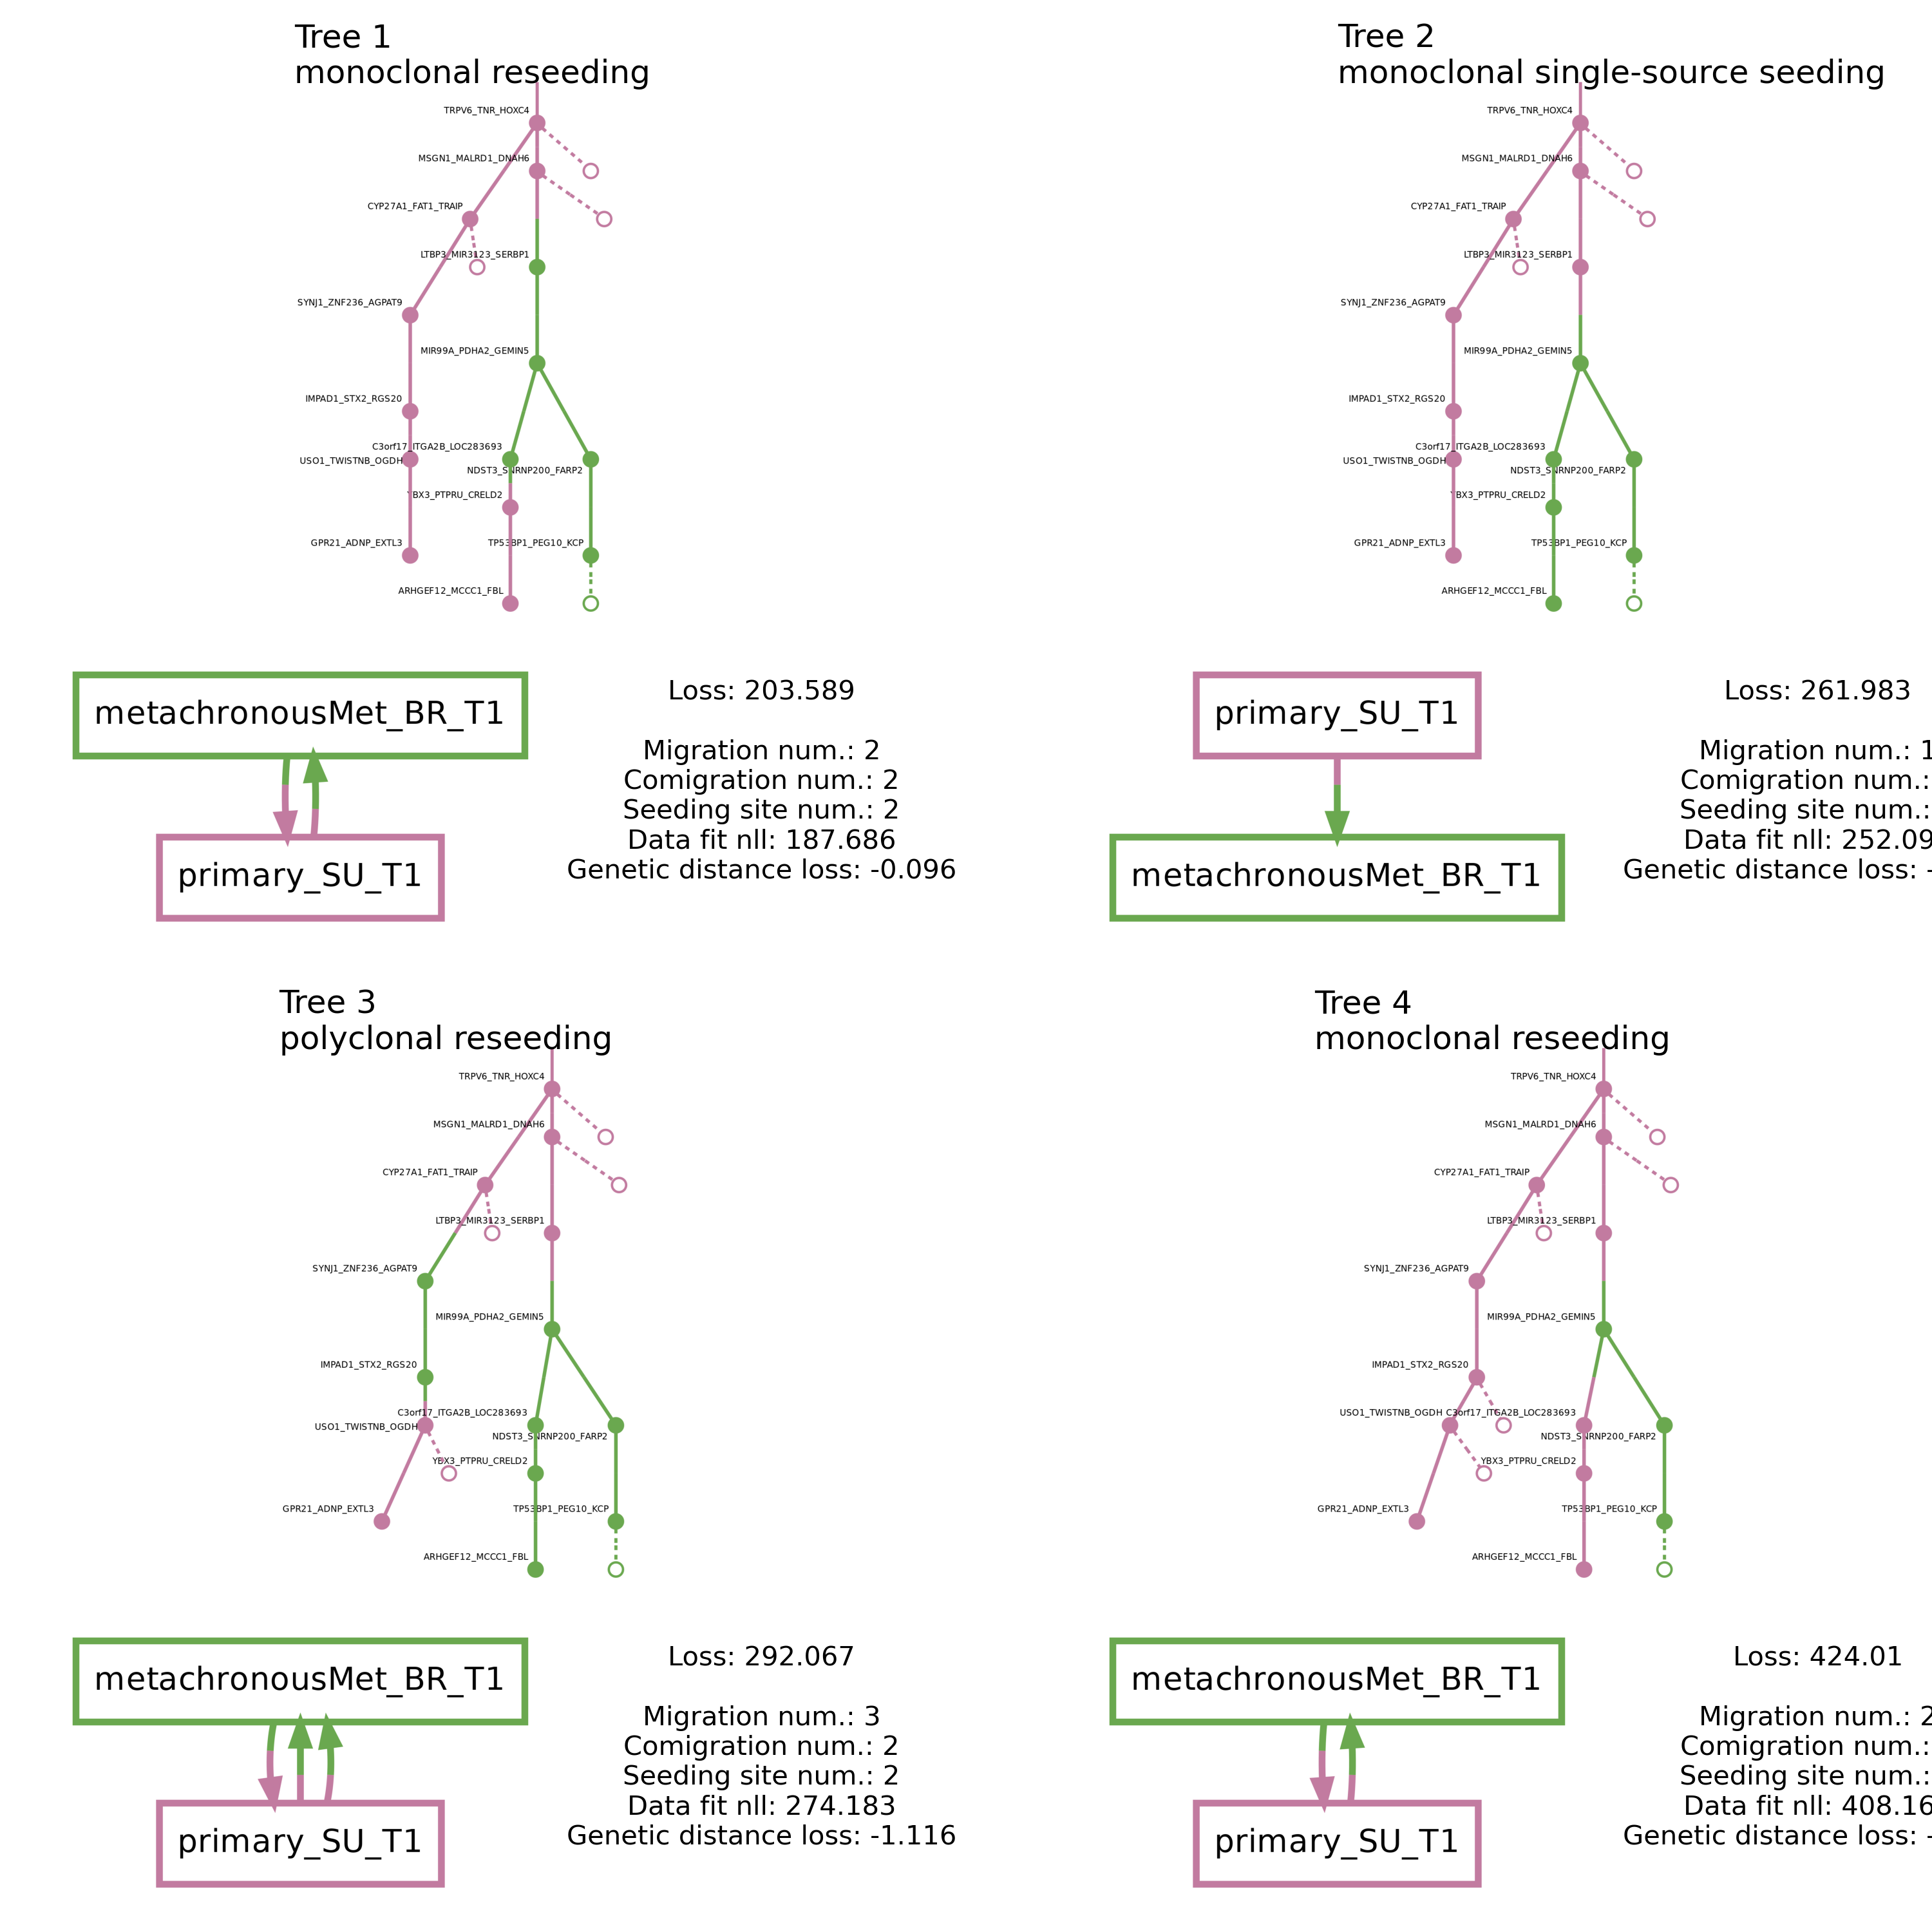 Tree 1
monoclonal reseeding
TRPV6_TNR_HOXC4
MSGN1_MALRD1_DNAH6
CYP27A1_FAT1_TRAIP
LTBP3_MIR3123_SERBP1
SYNJ1_ZNF236_AGPAT9
MIR99A_PDHA2_GEMIN5
IMPAD1_STX2_RGS20
C3orf17_ITGA2B_LOC283693
USO1_TWISTNB_OGDH
NDST3_SNRNP200_FARP2
YBX3_PTPRU_CRELD2
GPR21_ADNP_EXTL3
TP53BP1_PEG10_KCP
ARHGEF12_MCCC1_FBL
metachronousMet_BR_T1
primary_SU_T1
Loss: 203.589
Migration num.: 2
Comigration num.: 2
Seeding site num.: 2
Data fit nll: 187.686
Genetic distance loss: -0.096
Tree 2
monoclonal single-source seeding
TRPV6_TNR_HOXC4
MSGN1_MALRD1_DNAH6
CYP27A1_FAT1_TRAIP
LTBP3_MIR3123_SERBP1
SYNJ1_ZNF236_AGPAT9
MIR99A_PDHA2_GEMIN5
IMPAD1_STX2_RGS20
C3orf17_ITGA2B_LOC283693
USO1_TWISTNB_OGDH
NDST3_SNRNP200_FARP2
YBX3_PTPRU_CRELD2
GPR21_ADNP_EXTL3
TP53BP1_PEG10_KCP
ARHGEF12_MCCC1_FBL
primary_SU_T1
metachronousMet_BR_T1
Loss: 261.983
Migration num.: 1
Comigration num.:
Seeding site num.:
Data fit nll: 252.09
Genetic distance loss: -
Tree 3
polyclonal reseeding
TRPV6_TNR_HOXC4
MSGN1_MALRD1_DNAH6
CYP27A1_FAT1_TRAIP
LTBP3_MIR3123_SERBP1
SYNJ1_ZNF236_AGPAT9
MIR99A_PDHA2_GEMIN5
IMPAD1_STX2_RGS20
C3orf17_ITGA2B_LOC283693
USO1_TWISTNB_OGDH
NDST3_SNRNP200_FARP2
YBX3_PTPRU_CRELD2
GPR21_ADNP_EXTL3
TP53BP1_PEG10_KCP
ARHGEF12_MCCC1_FBL
metachronousMet_BR_T1
primary_SU_T1
Loss: 292.067
Migration num.: 3
Comigration num.: 2
Seeding site num.: 2
Data fit nll: 274.183
Genetic distance loss: -1.116
Tree 4
monoclonal reseeding
TRPV6_TNR_HOXC4
MSGN1_MALRD1_DNAH6
CYP27A1_FAT1_TRAIP
LTBP3_MIR3123_SERBP1
SYNJ1_ZNF236_AGPAT9
MIR99A_PDHA2_GEMIN5
IMPAD1_STX2_RGS20
USO1_TWISTNB_OGDH C3orf17_ITGA2B_LOC283693
NDST3_SNRNP200_FARP2
YBX3_PTPRU_CRELD2
GPR21_ADNP_EXTL3
TP53BP1_PEG10_KCP
ARHGEF12_MCCC1_FBL
metachronousMet_BR_T1
primary_SU_T1
Loss: 424.01
Migration num.: 2
Comigration num.:
Seeding site num.:
Data fit nll: 408.16
Genetic distance loss: -